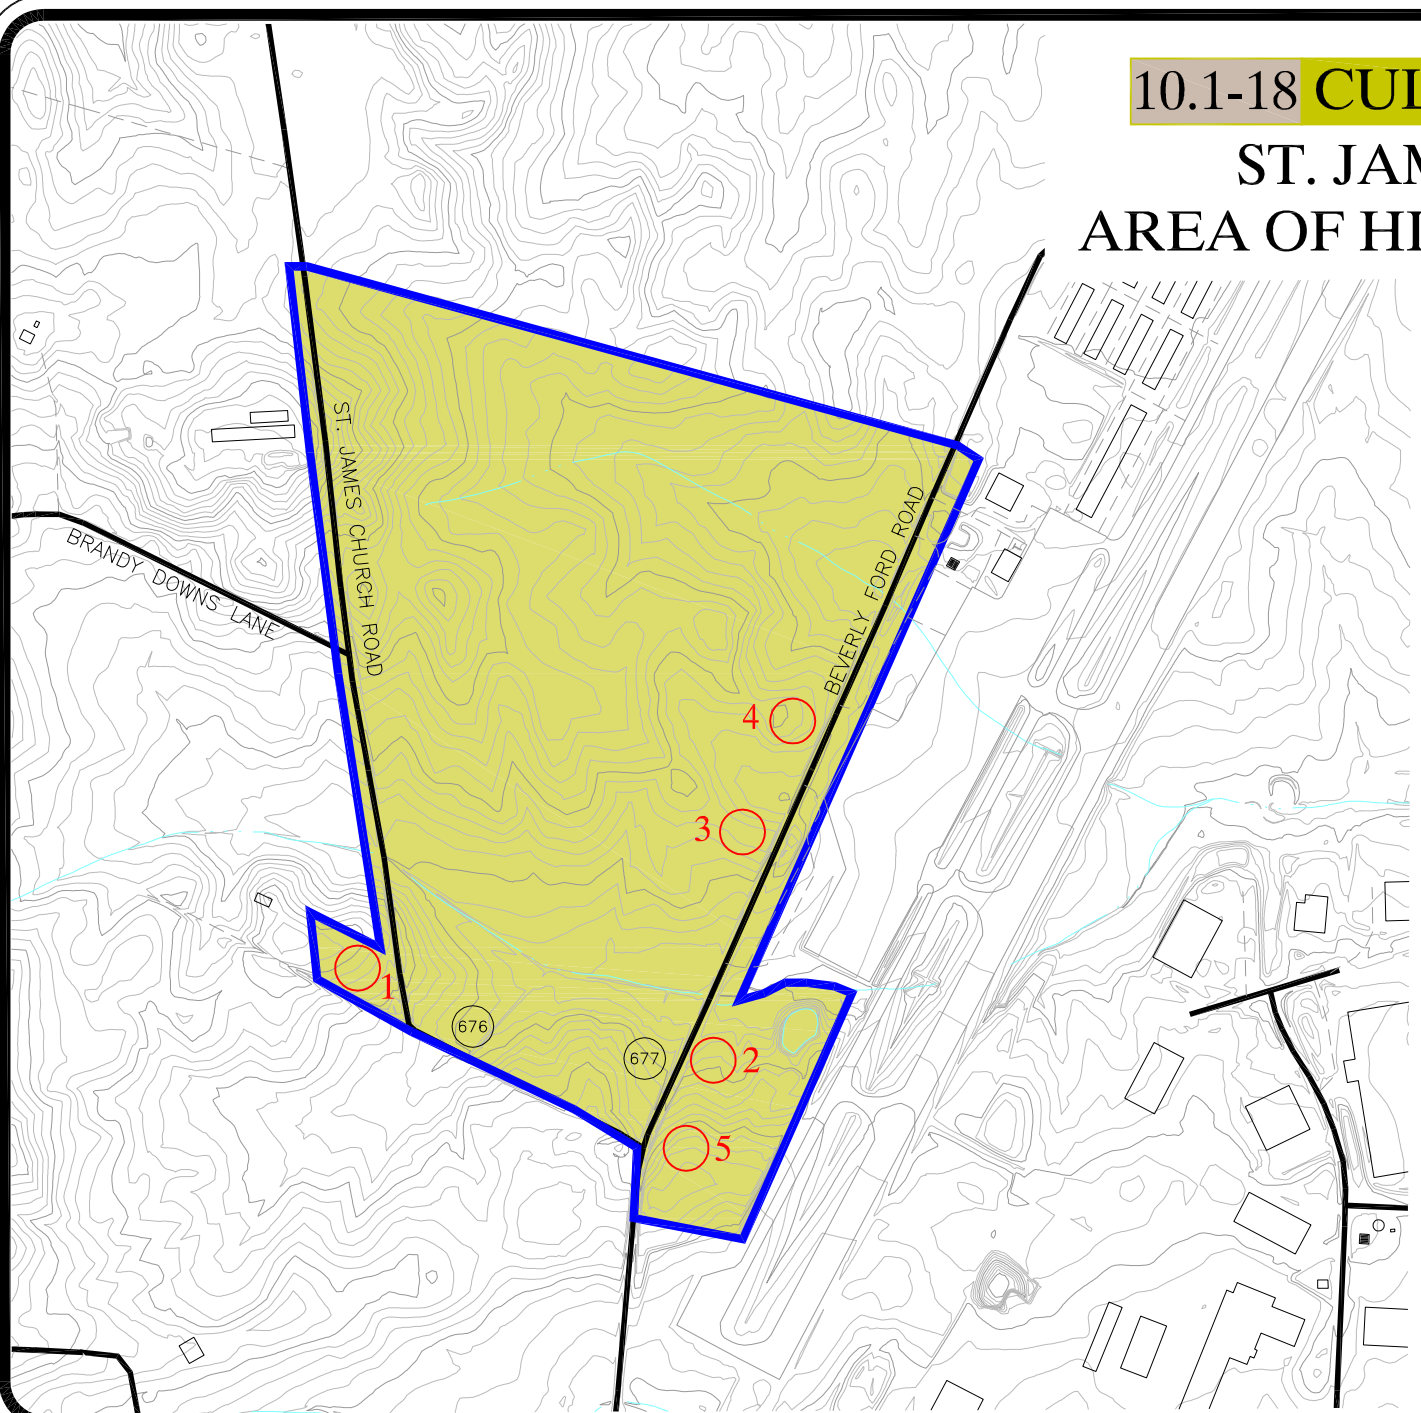 10.1-18 CUL
ST. JAM
AREA OF HI
ST. JAMES CHURCH ROAD
BRANDY DOWNS LANE
BEVERLY FORD ROAD
4
3
1
676
677
2
5